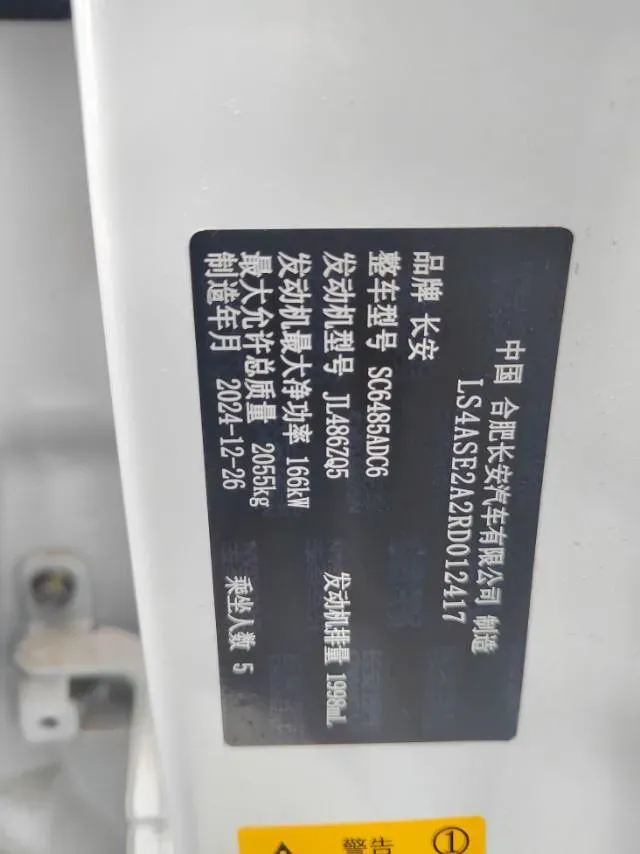 中国 合肥长安汽车有限公司 制造
LS4ASE2A2RD012417
品牌 长安
整车型号 SC6485ADC6
发动机型号 JL486ZQ5 发动机排量 1998mL
发动机最大净功率 166kW
最大允许总质量 2055kg
制造年月 2024-12-26 乘坐人数 5
警告 ①